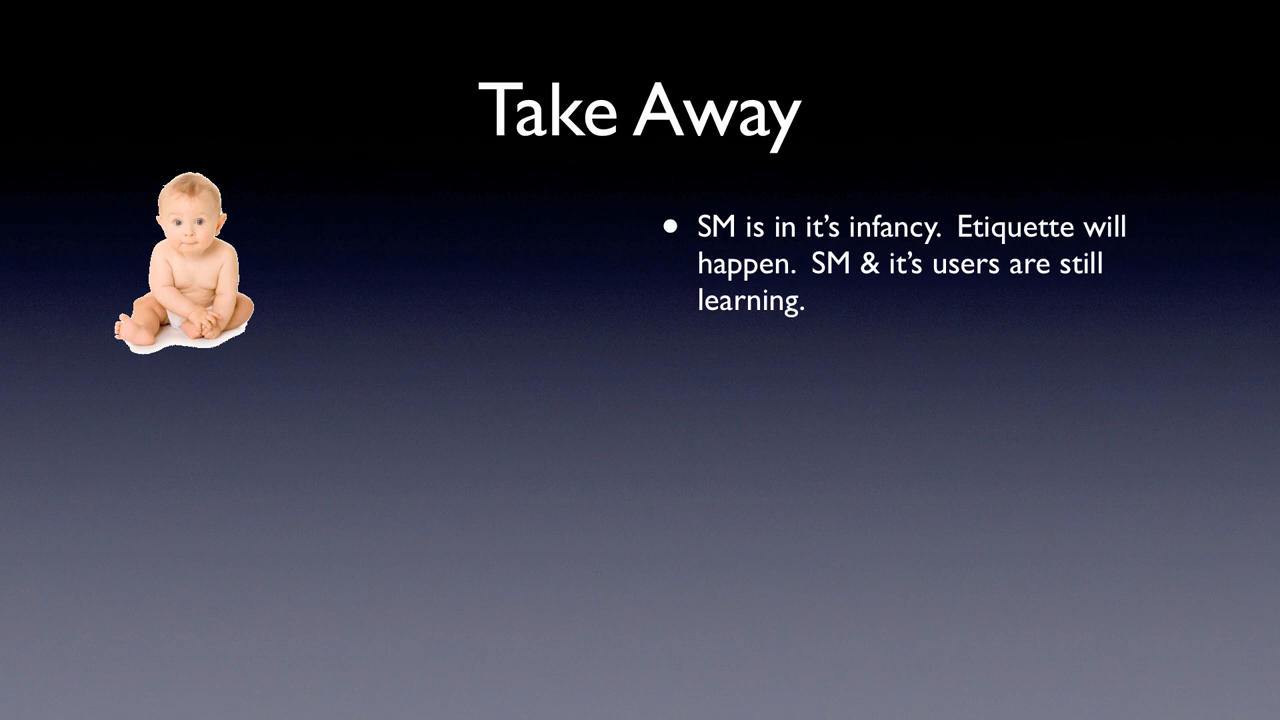 Take Away
• SM is in it’s infancy.  Etiquette will
happen.  SM & it’s users are still
learning.